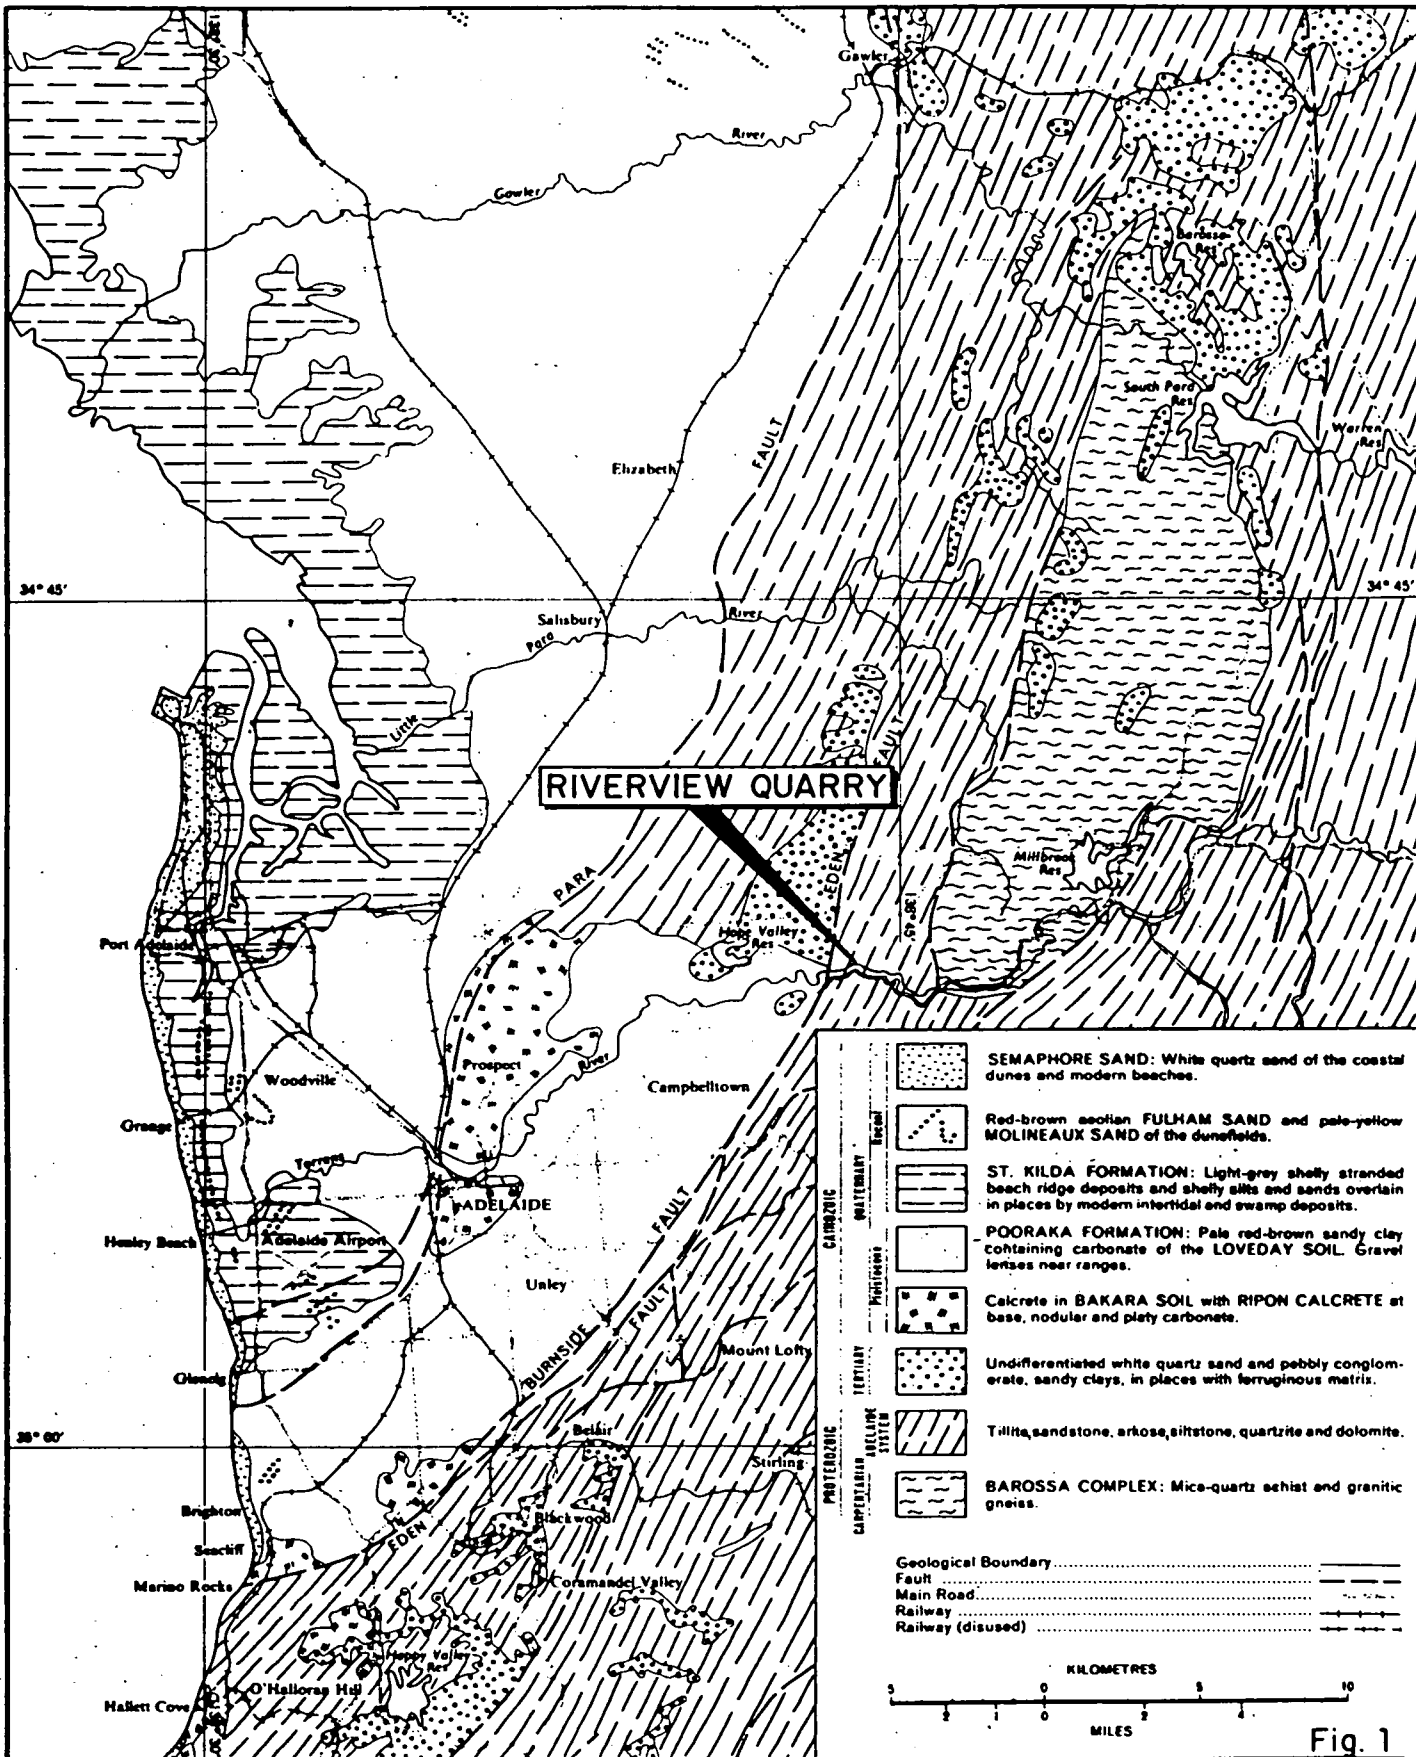 Gawler
River
Gawler
Barossa
Res
South Para
Res
Warren
Res
FAULT
Elizabeth
34° 45'
34° 45'
Salisbury
Para
River
Little
FAULT
RIVERVIEW QUARRY
EDEN
Millbrook
Res
PARA
138° 45'
Hope Valley
Res
Port Adelaide
Prospect
River
Woodville
Campbelltown
Grange
Torrens
ADELAIDE
FAULT
Henley Beach
Adelaide Airport
Unley
FAULT
BURNSIDE
Mount Lofty
Glenelg
35° 00'
Belair
Stirling
Brighton
Blackwood
EDEN
Seacliff
Marino Rocks
Coramandel Valley
Happy Valley
Res
O'Halloran Hill
Hallett Cove
CAINOZOIC
QUATERNARY
Recent
Pleistocene
TERTIARY
PROTEROZOIC
ADELAIDE
SYSTEM
CARPENTARIAN
SEMAPHORE SAND: White quartz sand of the coastal
dunes and modern beaches.
Red-brown aeolian FULHAM SAND and pale-yellow
MOLINEAUX SAND of the dunefields.
ST. KILDA FORMATION: Light-grey shelly stranded
beach ridge deposits and shelly silts and sands overlain
in places by modern intertidal and swamp deposits.
POORAKA FORMATION: Pale red-brown sandy clay
containing carbonate of the LOVEDAY SOIL. Gravel
lenses near ranges.
Calcrete in BAKARA SOIL with RIPON CALCRETE at
base, nodular and platy carbonate.
Undifferentiated white quartz sand and pebbly conglom-
erate, sandy clays, in places with ferruginous matrix.
Tillite, sandstone, arkose, siltstone, quartzite and dolomite.
BAROSSA COMPLEX: Mica-quartz schist and granitic
gneiss.
Geological Boundary
Fault
Main Road
Railway
Railway (disused)
KILOMETRES
5 0 5 10
2 1 0 2 4
MILES
Fig. 1